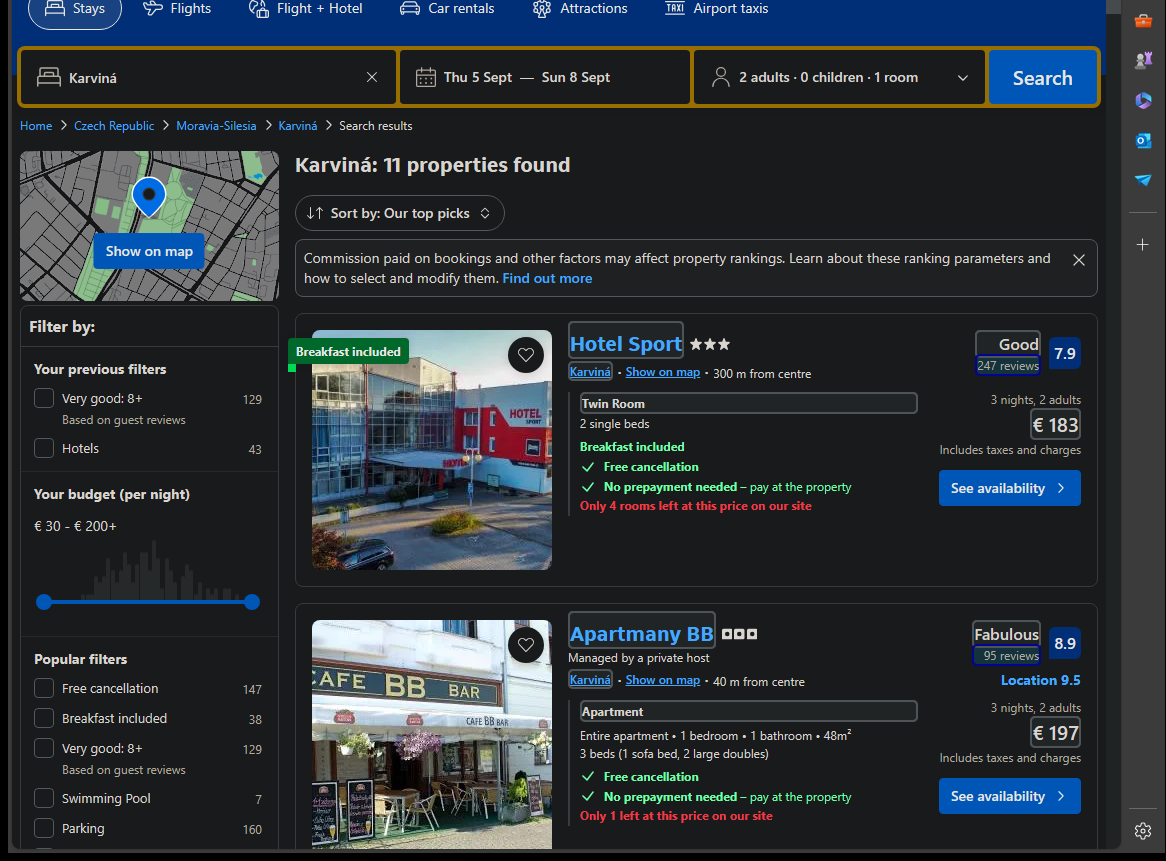 Stays
Flights
Flight + Hotel
Car rentals
Attractions
TAXI
Airport taxis
Karviná
Thu 5 Sept — Sun 8 Sept
2 adults · 0 children · 1 room
Search
Home > Czech Republic > Moravia-Silesia > Karviná > Search results
Show on map
Karviná: 11 properties found
Sort by: Our top picks
Commission paid on bookings and other factors may affect property rankings. Learn about these ranking parameters and
how to select and modify them. Find out more
Filter by:
Your previous filters
Very good: 8+ 129
Based on guest reviews
Hotels 43
Your budget (per night)
€ 30 - € 200+
Popular filters
Free cancellation 147
Breakfast included 38
Very good: 8+ 129
Based on guest reviews
Swimming Pool 7
Parking 160
Breakfast included
HOTEL
SPORT
Hotel Sport
Karviná • Show on map • 300 m from centre
Good
247 reviews
7.9
Twin Room
2 single beds
Breakfast included
Free cancellation
No prepayment needed – pay at the property
Only 4 rooms left at this price on our site
3 nights, 2 adults
€ 183
Includes taxes and charges
See availability
CAFE BB BAR
CAFE BB BAR
Apartmany BB
Managed by a private host
Karviná • Show on map • 40 m from centre
Fabulous
95 reviews
8.9
Location 9.5
Apartment
Entire apartment • 1 bedroom • 1 bathroom • 48m²
3 beds (1 sofa bed, 2 large doubles)
Free cancellation
No prepayment needed – pay at the property
Only 1 left at this price on our site
3 nights, 2 adults
€ 197
Includes taxes and charges
See availability